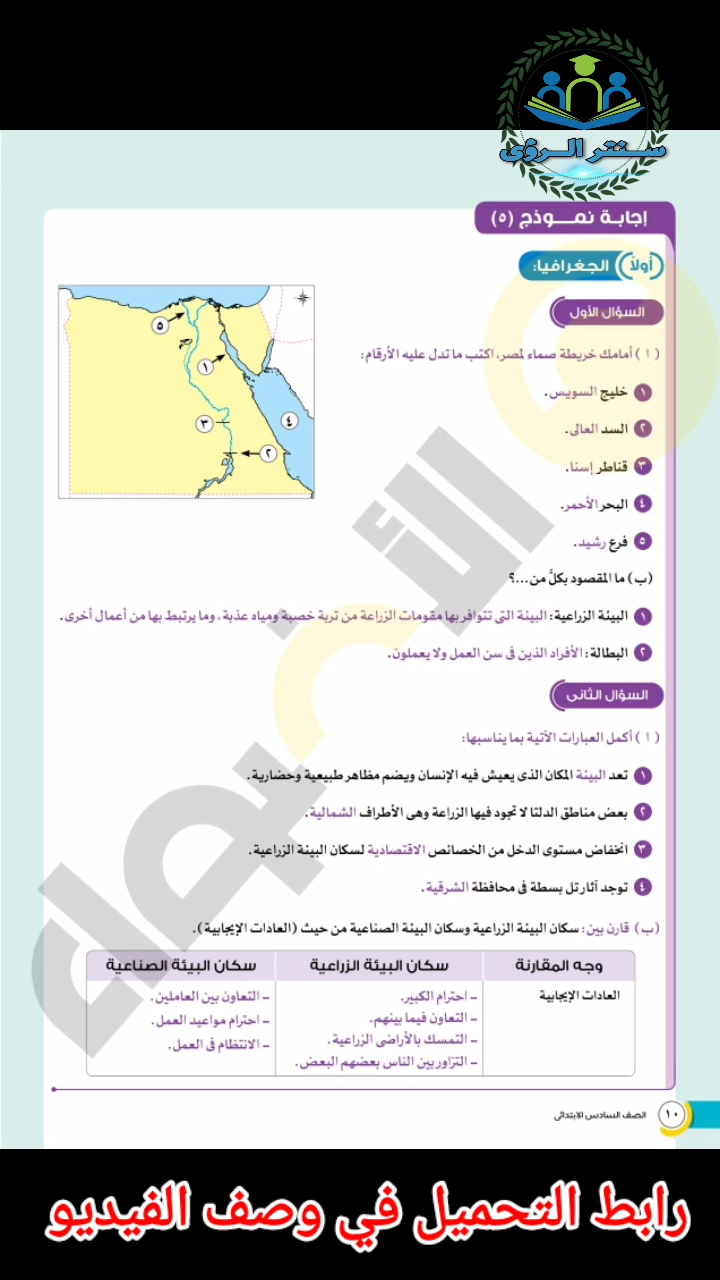 سنتر الرؤى
إجابة نموذج (٥)
أولاً الجغرافيا:
السؤال الأول
( ا ) أمامك خريطة صماء لمصر، اكتب ما تدل عليه الأرقام:
١ خليج السويس.
٢ السد العالى.
٣ قناطر إسنا.
٤ البحر الأحمر.
٥ فرع رشيد.
٥
١
٣
٤
٢
(ب) ما المقصود بكلٍّ من...؟
١ البيئة الزراعية: البيئة التى تتوافر بها مقومات الزراعة من تربة خصبة ومياه عذبة، وما يرتبط بها من أعمال أخرى.
٢ البطالة: الأفراد الذين فى سن العمل ولا يعملون.
السؤال الثانى
( ا ) أكمل العبارات الآتية بما يناسبها:
١ تعد البيئة المكان الذى يعيش فيه الإنسان ويضم مظاهر طبيعية وحضارية.
٢ بعض مناطق الدلتا لا تجود فيها الزراعة وهى الأطراف الشمالية.
٣ انخفاض مستوى الدخل من الخصائص الاقتصادية لسكان البيئة الزراعية.
٤ توجد آثار تل بسطة فى محافظة الشرقية.
(ب) قارن بين: سكان البيئة الزراعية وسكان البيئة الصناعية من حيث (العادات الإيجابية).
وجه المقارنة سكان البيئة الزراعية سكان البيئة الصناعية
العادات الإيجابية – احترام الكبير. – التعاون بين العاملين.
– التعاون فيما بينهم. – احترام مواعيد العمل.
– التمسك بالأراضى الزراعية. – الانتظام فى العمل.
– التزاور بين الناس بعضهم البعض.
١٠ الصف السادس الابتدائى
الأضواء
رابط التحميل في وصف الفيديو